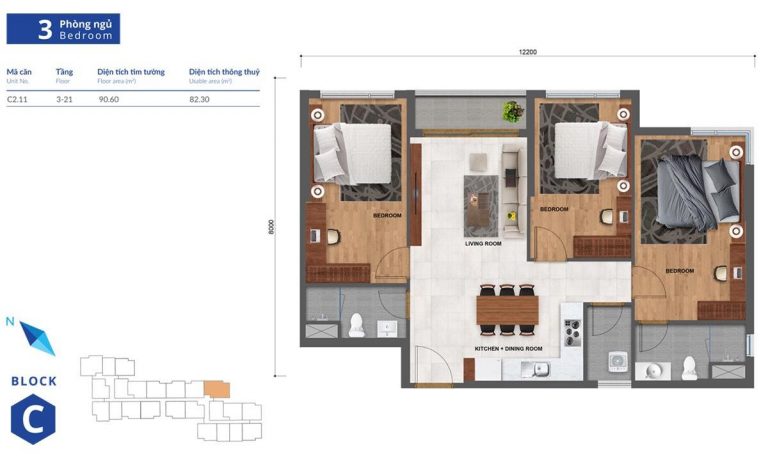 3 Phòng ngủ
Bedroom
Mã căn Tầng Diện tích tim tường Diện tích thông thuỷ
Unit No. Floor Floor area (m²) Usable area (m²)
C2.11 3-21 90.60 82.30
12200
8000
BEDROOM
BEDROOM
LIVING ROOM
BEDROOM
KITCHEN + DINING ROOM
N
BLOCK
C